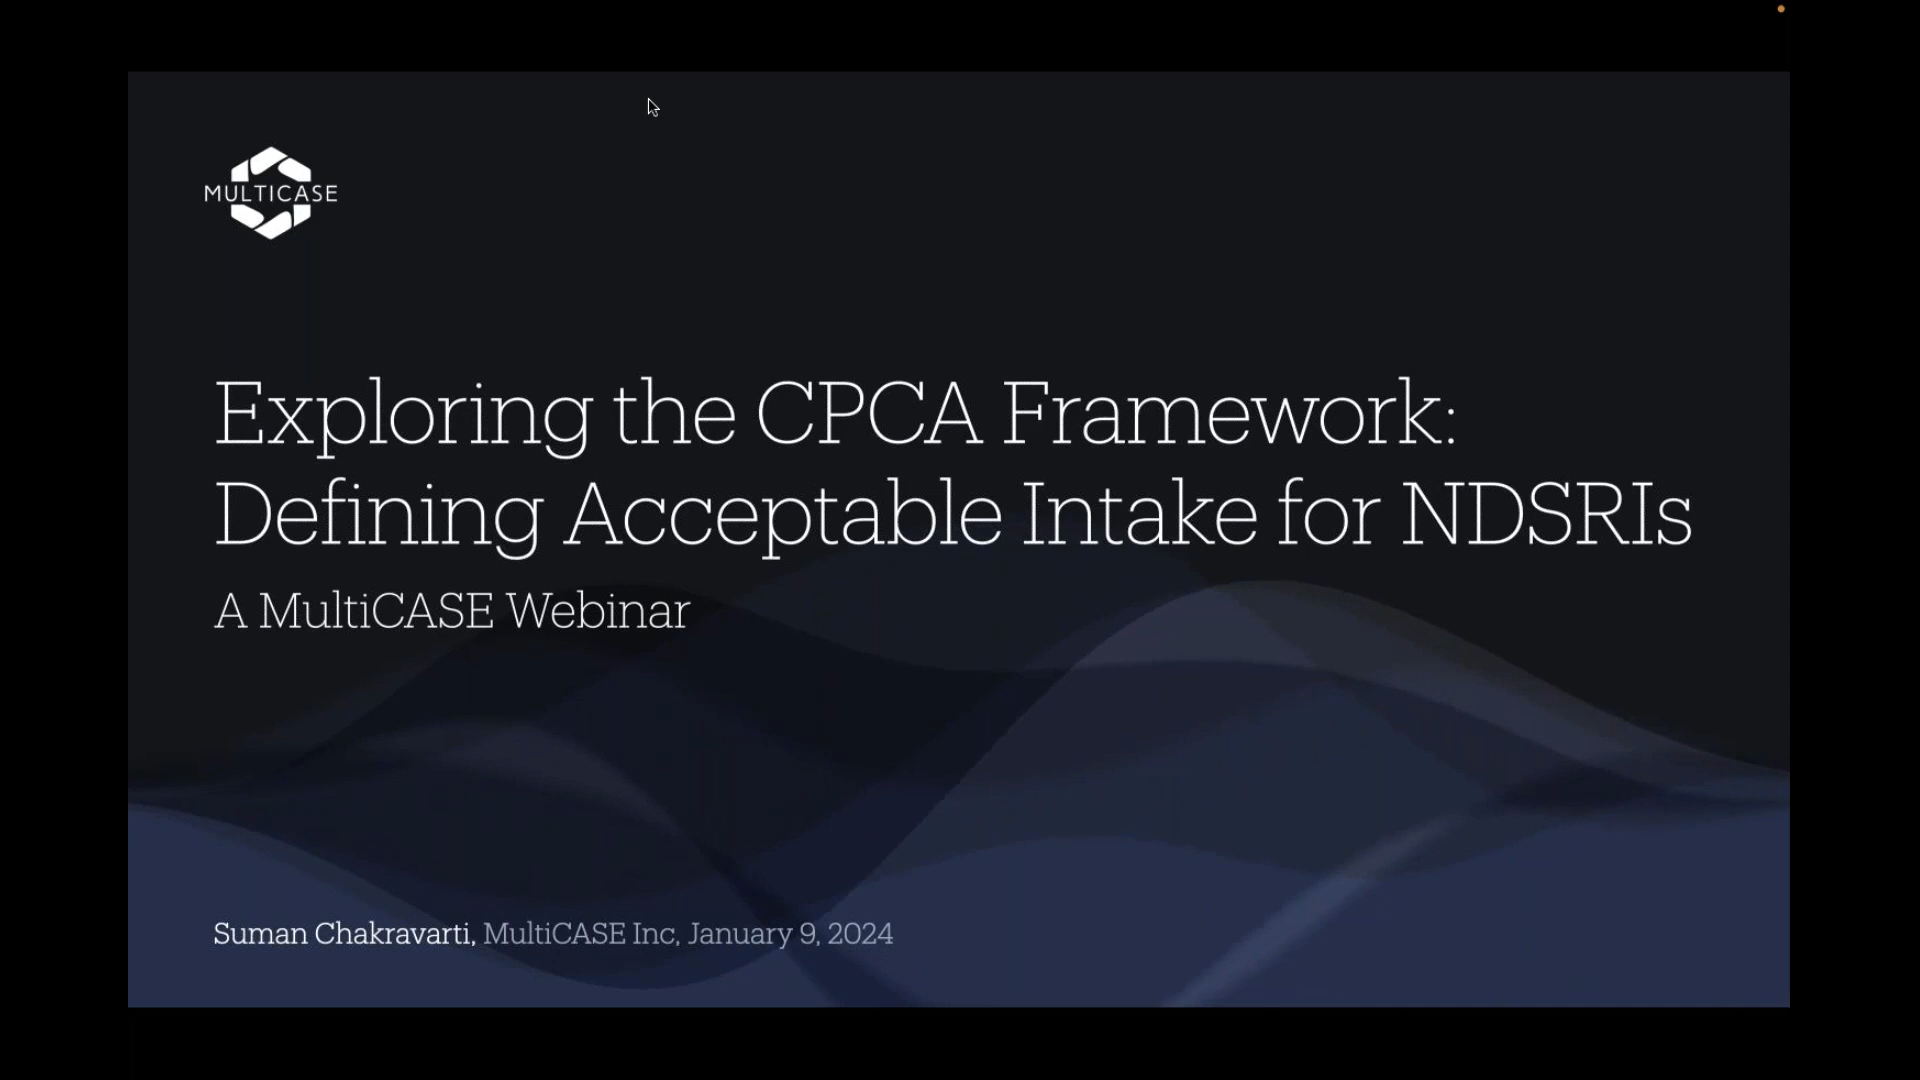 MULTICASE
Exploring the CPCA Framework:
Defining Acceptable Intake for NDSRIs
A MultiCASE Webinar
Suman Chakravarti, MultiCASE Inc, January 9, 2024